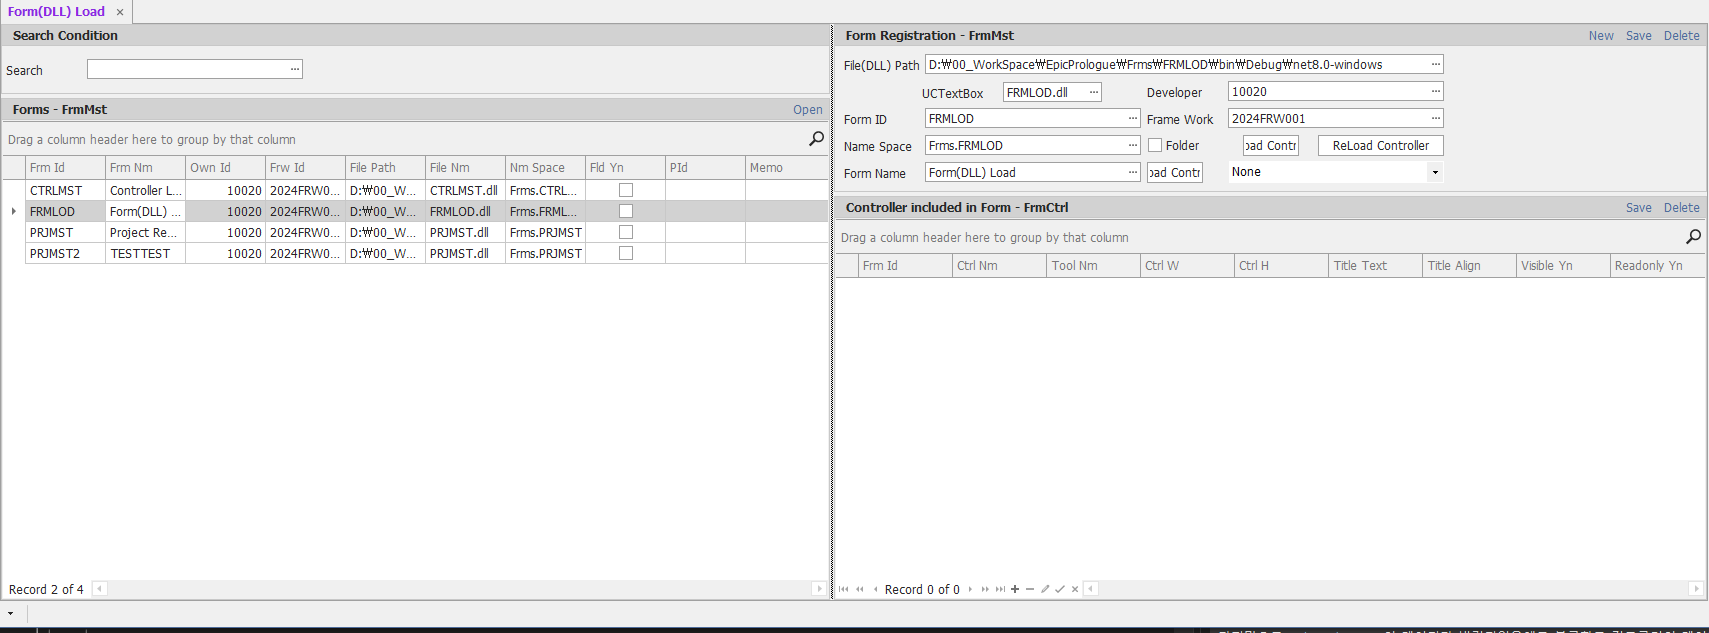 Form(DLL) Load ×
Search Condition
Search
Forms - FrmMst Open
Drag a column header here to group by that column
Frm Id Frm Nm Own Id Frw Id File Path File Nm Nm Space Fld Yn PId Memo
CTRLMST Controller L... 10020 2024FRW0... D:₩00_W... CTRLMST.dll Frms.CTRL...
FRMLOD Form(DLL) ... 10020 2024FRW0... D:₩00_W... FRMLOD.dll Frms.FRML...
PRJMST Project Re... 10020 2024FRW0... D:₩00_W... PRJMST.dll Frms.PRJMST
PRJMST2 TESTTEST 10020 2024FRW0... D:₩00_W... PRJMST.dll Frms.PRJMST
Record 2 of 4
Form Registration - FrmMst New Save Delete
File(DLL) Path D:₩00_WorkSpace₩EpicPrologue₩Frms₩FRMLOD₩bin₩Debug₩net8.0-windows
UCTextBox FRMLOD.dll Developer 10020
Form ID FRMLOD Frame Work 2024FRW001
Name Space Frms.FRMLOD Folder oad Contr ReLoad Controller
Form Name Form(DLL) Load oad Contr None
Controller included in Form - FrmCtrl Save Delete
Drag a column header here to group by that column
Frm Id Ctrl Nm Tool Nm Ctrl W Ctrl H Title Text Title Align Visible Yn Readonly Yn
Record 0 of 0